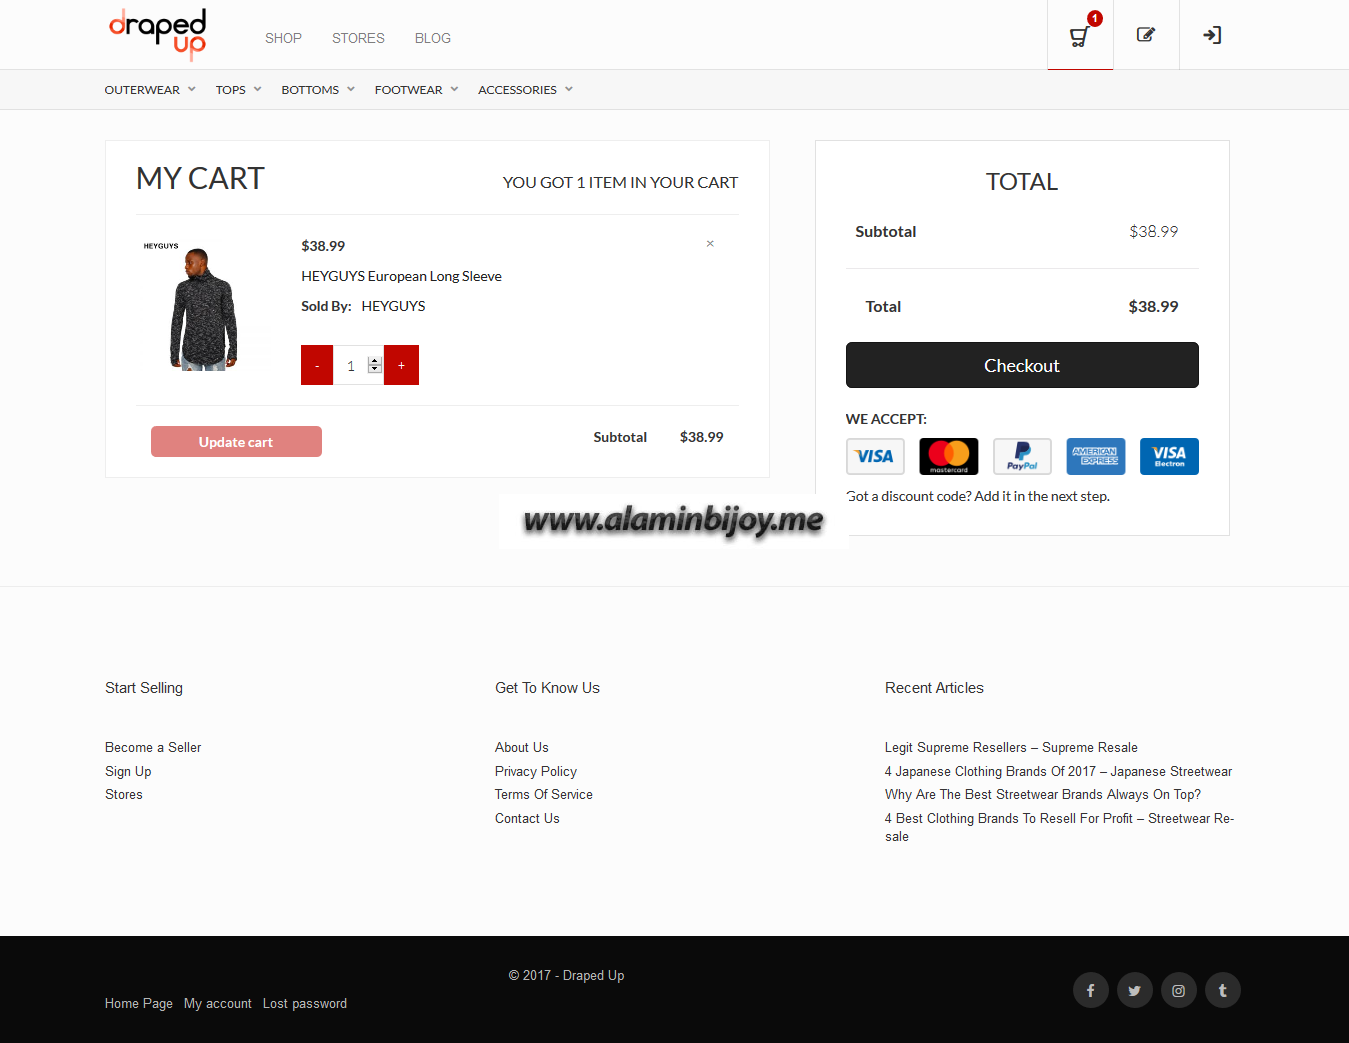 draped up
SHOP STORES BLOG
1
OUTERWEAR TOPS BOTTOMS FOOTWEAR ACCESSORIES
MY CART
YOU GOT 1 ITEM IN YOUR CART
HEYGUYS
$38.99
×
HEYGUYS European Long Sleeve
Sold By: HEYGUYS
- 1 +
Update cart
Subtotal $38.99
TOTAL
Subtotal $38.99
Total $38.99
Checkout
WE ACCEPT:
VISA mastercard PayPal AMERICAN EXPRESS VISA Electron
Got a discount code? Add it in the next step.
www.alaminbijoy.me
Start Selling
Become a Seller
Sign Up
Stores
Get To Know Us
About Us
Privacy Policy
Terms Of Service
Contact Us
Recent Articles
Legit Supreme Resellers – Supreme Resale
4 Japanese Clothing Brands Of 2017 – Japanese Streetwear
Why Are The Best Streetwear Brands Always On Top?
4 Best Clothing Brands To Resell For Profit – Streetwear Re-
sale
© 2017 - Draped Up
Home Page My account Lost password